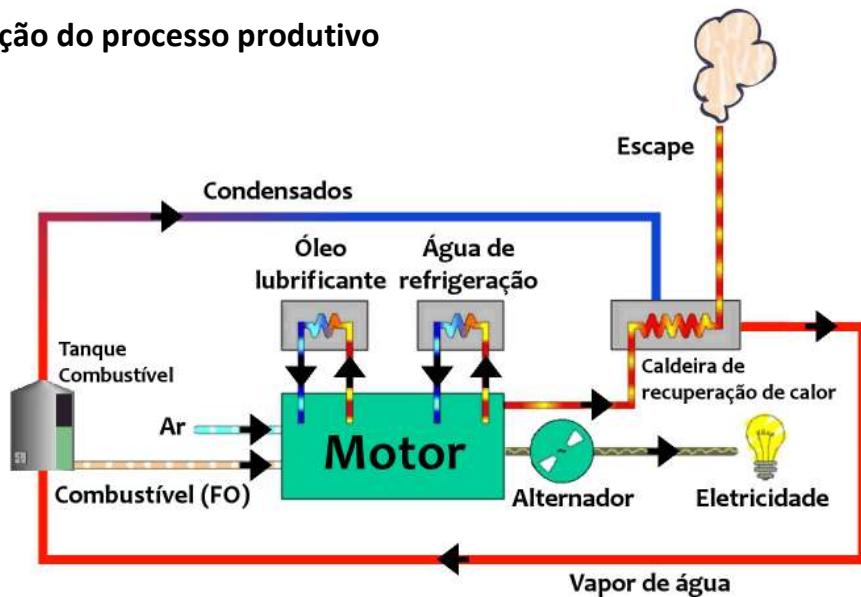 ção do processo produtivo
Escape
Condensados
Óleo
lubrificante
Água de
refrigeração
Tanque
Combustível
Caldeira de
recuperação de calor
Ar
Motor
Combustível (FO)
Alternador
Eletricidade
Vapor de água